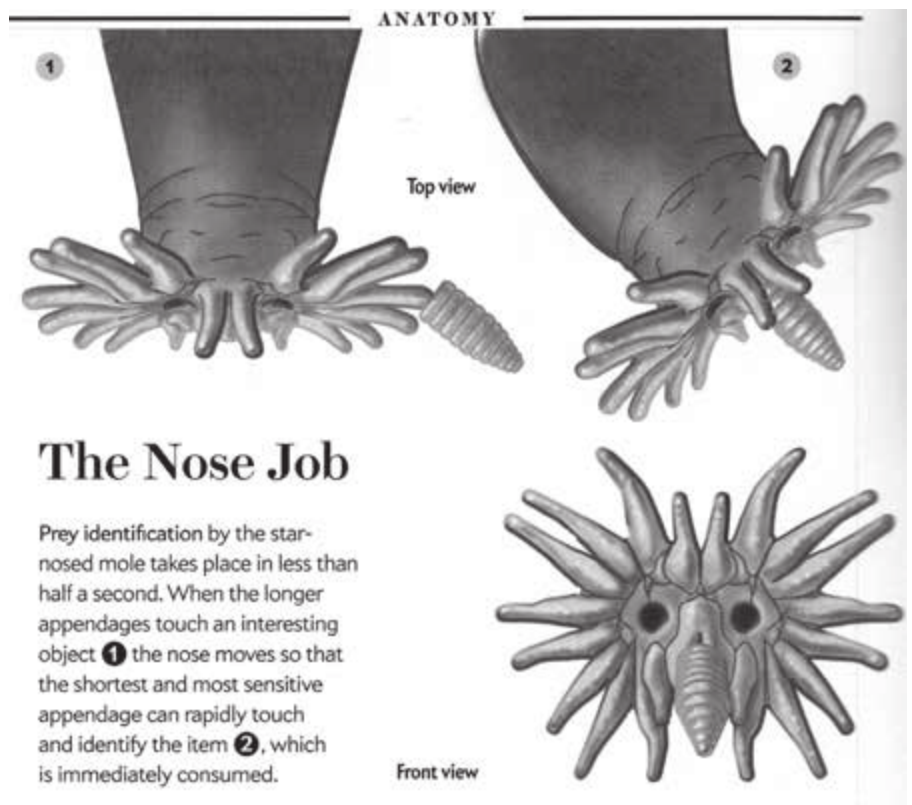 ANATOMY
1
2
Top view
The Nose Job
Prey identification by the star-
nosed mole takes place in less than
half a second. When the longer
appendages touch an interesting
object 1 the nose moves so that
the shortest and most sensitive
appendage can rapidly touch
and identify the item 2, which
is immediately consumed.
Front view